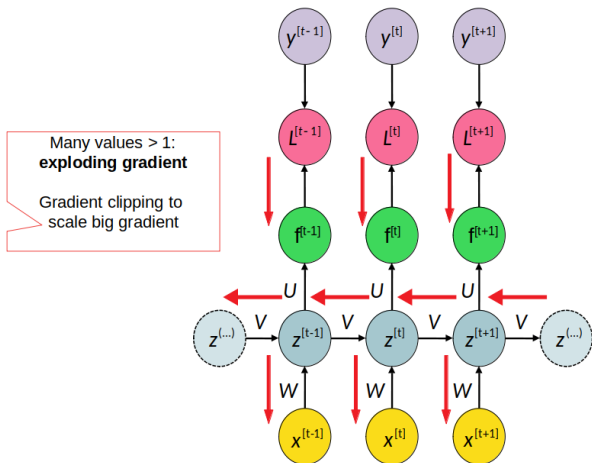 y[t-1] y[t] y[t+1]
L[t-1] L[t] L[t+1]
Many values > 1:
exploding gradient
Gradient clipping to
scale big gradient
f[t-1] f[t] f[t+1]
U U U
V V V V
z(...) z[t-1] z[t] z[t+1] z(...)
W W W
x[t-1] x[t] x[t+1]